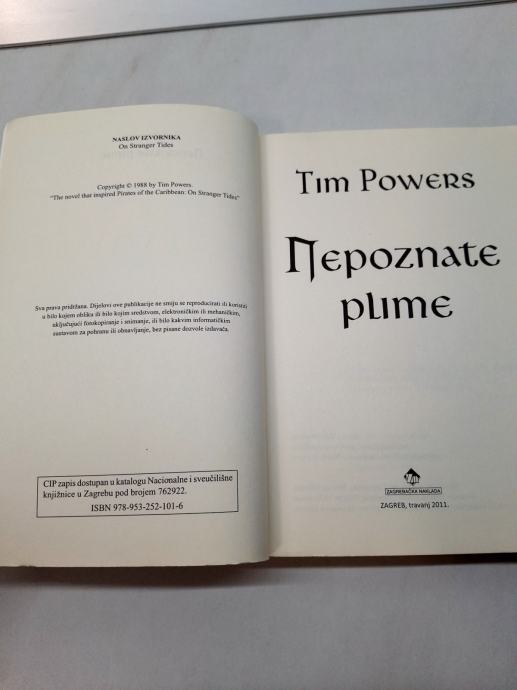 NASLOV IZVORNIKA
On Stranger Tides
Copyright © 1988 by Tim Powers.
"The novel that inspired Pirates of the Caribbean: On Stranger Tides"
Sva prava pridržana. Dijelovi ove publikacije ne smiju se reproducirati ili koristiti
u bilo kojem obliku ili bilo kojim sredstvom, elektroničkim ili mehaničkim,
uključujući fotokopiranje i snimanje, ili bilo kakvim informatičkim
sustavom za pohranu ili obnavljanje, bez pisane dozvole izdavača.
CIP zapis dostupan u katalogu Nacionalne i sveučilišne
knjižnice u Zagrebu pod brojem 762922.
ISBN 978-953-252-101-6
Tim Powers
Nepoznate
plime
ZAGREBAČKA NAKLADA
ZAGREB, travanj 2011.